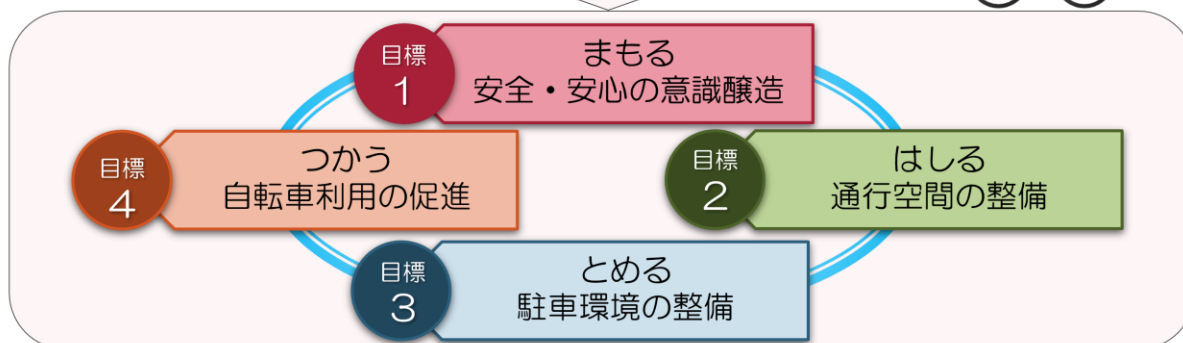 目標
1
まもる
安全・安心の意識醸造
目標
2
はしる
通行空間の整備
目標
3
とめる
駐車環境の整備
目標
4
つかう
自転車利用の促進